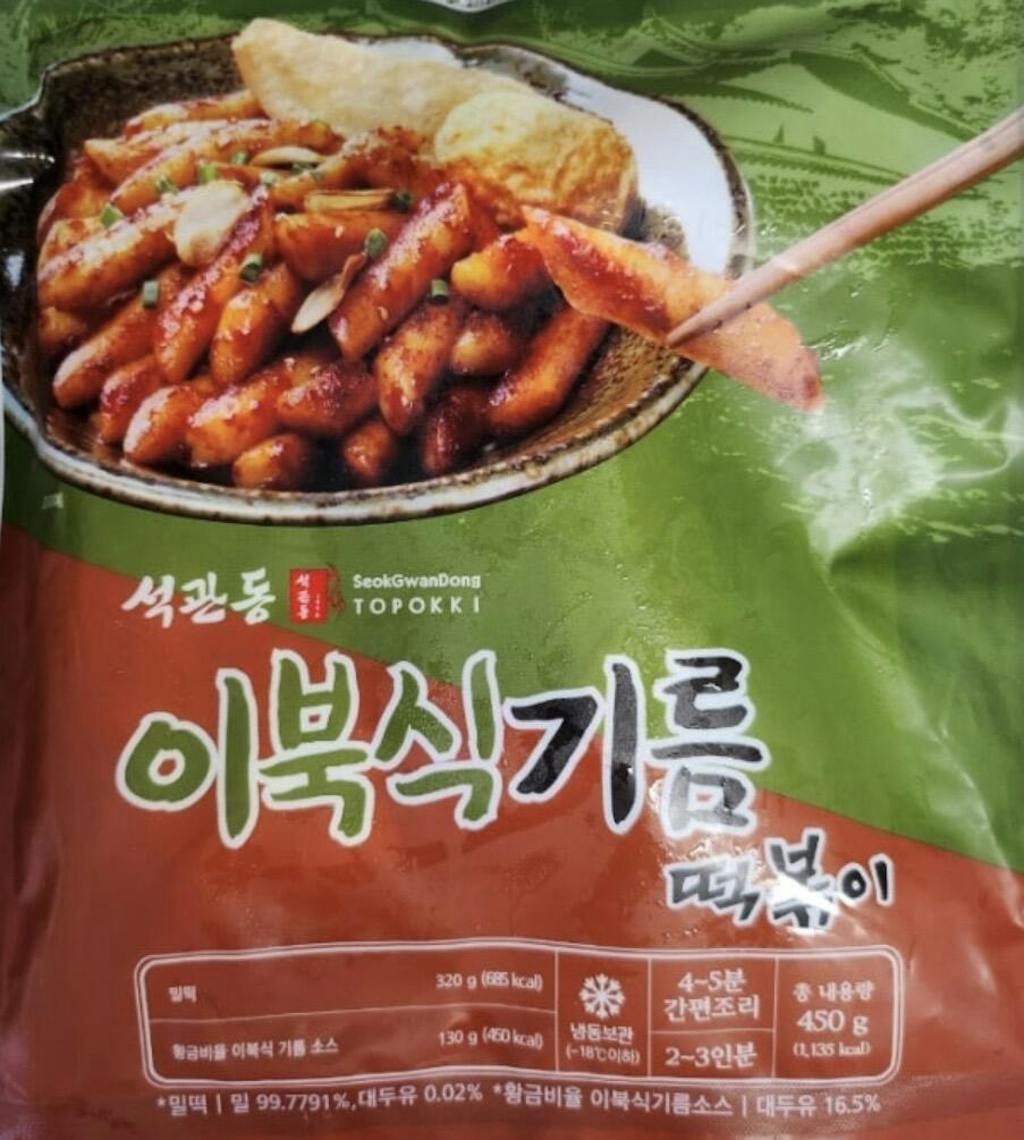 석관동 석관동 SeokGwanDong
TOPOKKI
이북식기름
떡볶이
밀떡 320 g (685 kcal)
황금비율 이북식 기름 소스 130 g (450 kcal)
냉동보관
(-18℃이하)
4~5분
간편조리
2~3인분
총 내용량
450 g
(1,135 kcal)
*밀떡 | 밀 99.7791%,대두유 0.02% *황금비율 이북식기름소스 | 대두유 16.5%